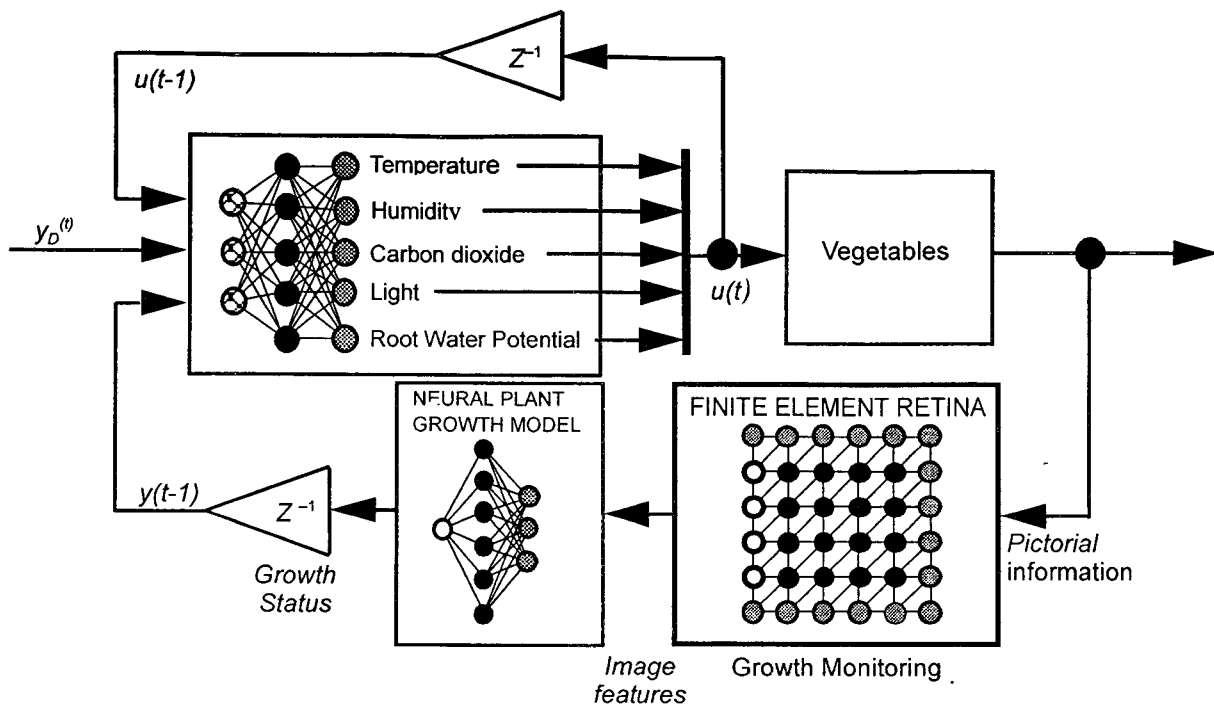 Z⁻¹
u(t-1)
Temperature
Humidity
y_D(t)
Carbon dioxide
Vegetables
Light
u(t)
Root Water Potential
NEURAL PLANT
GROWTH MODEL
FINITE ELEMENT RETINA
y(t-1)
Z⁻¹
Growth
Status
Pictorial
information
Image
features
Growth Monitoring